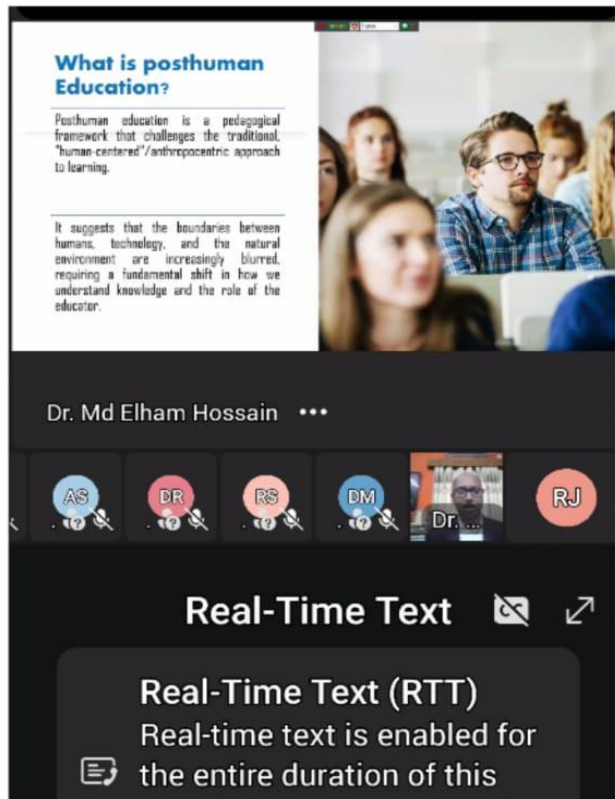 What is posthuman
Education?
Posthuman education is a pedagogical
framework that challenges the traditional,
"human-centered"/anthropocentric approach
to learning.
It suggests that the boundaries between
humans, technology, and the natural
environment are increasingly blurred,
requiring a fundamental shift in how we
understand knowledge and the role of the
educator.
Dr. Md Elham Hossain •••
AS DR RS DM Dr. ... RJ
Real-Time Text CC
Real-Time Text (RTT)
Real-time text is enabled for
the entire duration of this